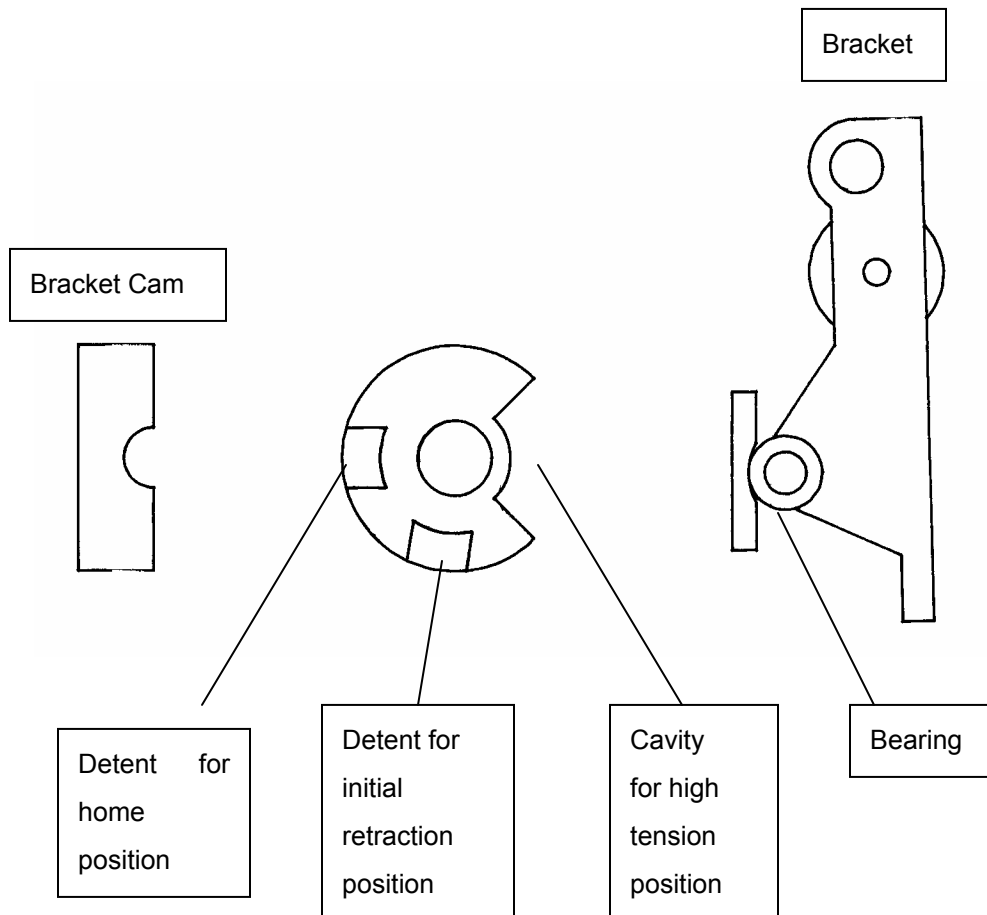 Bracket
Bracket Cam
Detent for
home
position
Detent for
initial
retraction
position
Cavity
for high
tension
position
Bearing